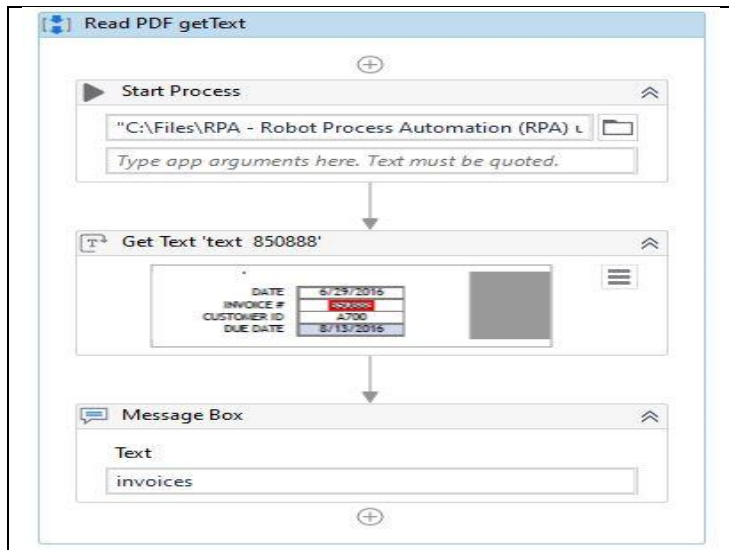 Read PDF getText
Start Process
"C:\Files\RPA - Robot Process Automation (RPA) ι
Type app arguments here. Text must be quoted.
Get Text 'text 850888'
DATE 6/29/2016
INVOICE #
CUSTOMER ID A700
DUE DATE 8/13/2016
Message Box
Text
invoices